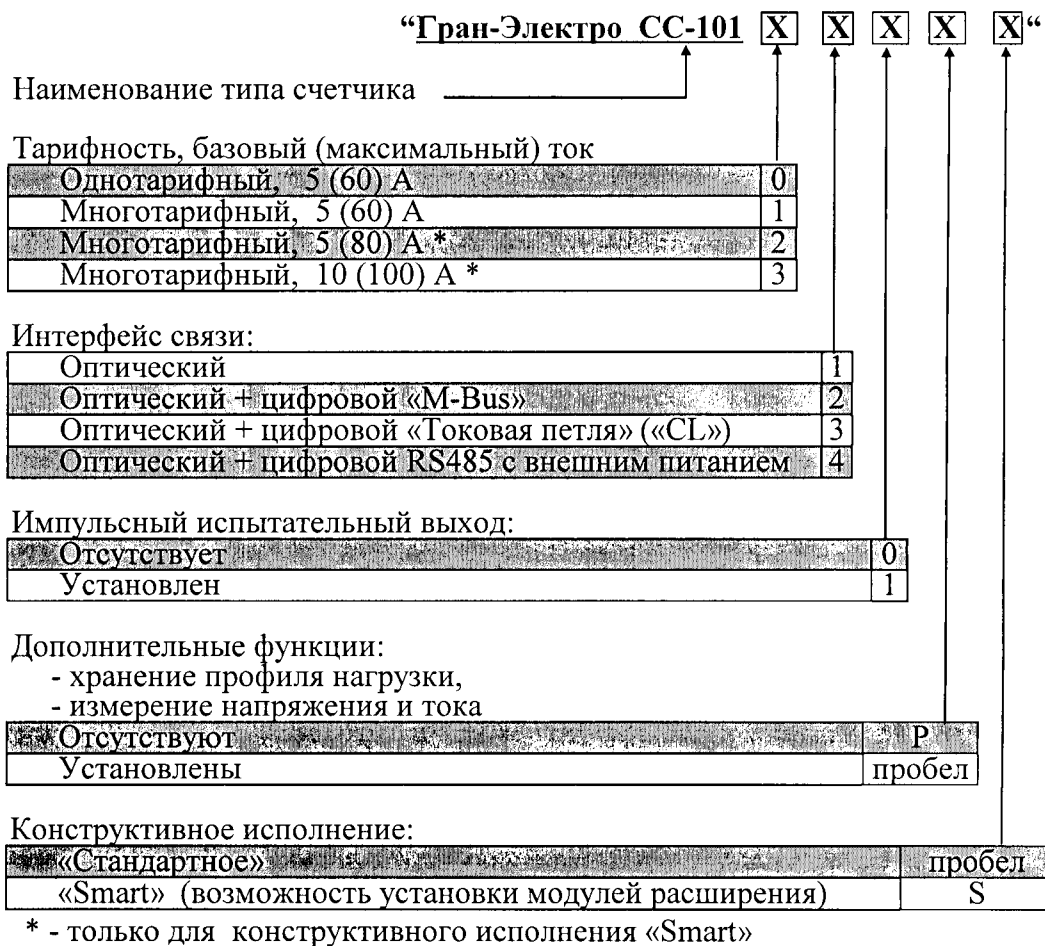 “Гран-Электро СС-101 X X X X X“
Наименование типа счетчика
Тарифность, базовый (максимальный) ток
Однотарифный, 5 (60) А 0
Многотарифный, 5 (60) А 1
Многотарифный, 5 (80) А * 2
Многотарифный, 10 (100) А * 3
Интерфейс связи:
Оптический 1
Оптический + цифровой «M-Bus» 2
Оптический + цифровой «Токовая петля» («CL») 3
Оптический + цифровой RS485 с внешним питанием 4
Импульсный испытательный выход:
Отсутствует 0
Установлен 1
Дополнительные функции:
- хранение профиля нагрузки,
- измерение напряжения и тока
Отсутствуют P
Установлены пробел
Конструктивное исполнение:
«Стандартное» пробел
«Smart» (возможность установки модулей расширения) S
* - только для конструктивного исполнения «Smart»